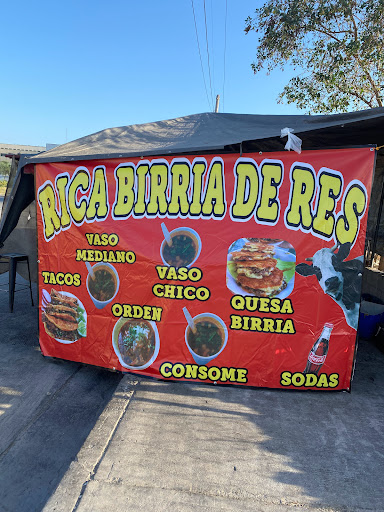 RICA BIRRIA DE RES
VASO
MEDIANO
VASO
CHICO
TACOS
ORDEN
QUESA
BIRRIA
CONSOME
SODAS